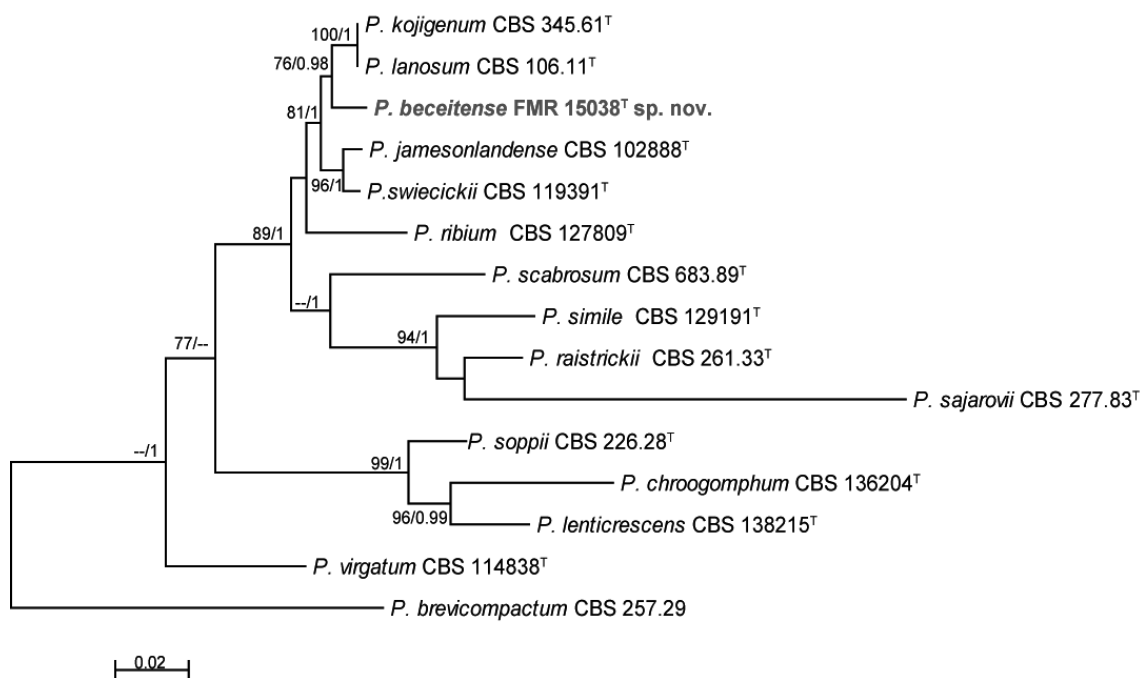 P. kojigenum CBS 345.61ᵀ
100/1
P. lanosum CBS 106.11ᵀ
76/0.98
P. beceitense FMR 15038ᵀ sp. nov.
81/1
P. jamesonlandense CBS 102888ᵀ
96/1
P.swiecickii CBS 119391ᵀ
89/1
P. ribium CBS 127809ᵀ
P. scabrosum CBS 683.89ᵀ
--/1
P. simile CBS 129191ᵀ
94/1
77/--
P. raistrickii CBS 261.33ᵀ
P. sajarovii CBS 277.83ᵀ
P. soppii CBS 226.28ᵀ
--/1
99/1
P. chroogomphum CBS 136204ᵀ
96/0.99
P. lenticrescens CBS 138215ᵀ
P. virgatum CBS 114838ᵀ
P. brevicompactum CBS 257.29
0.02